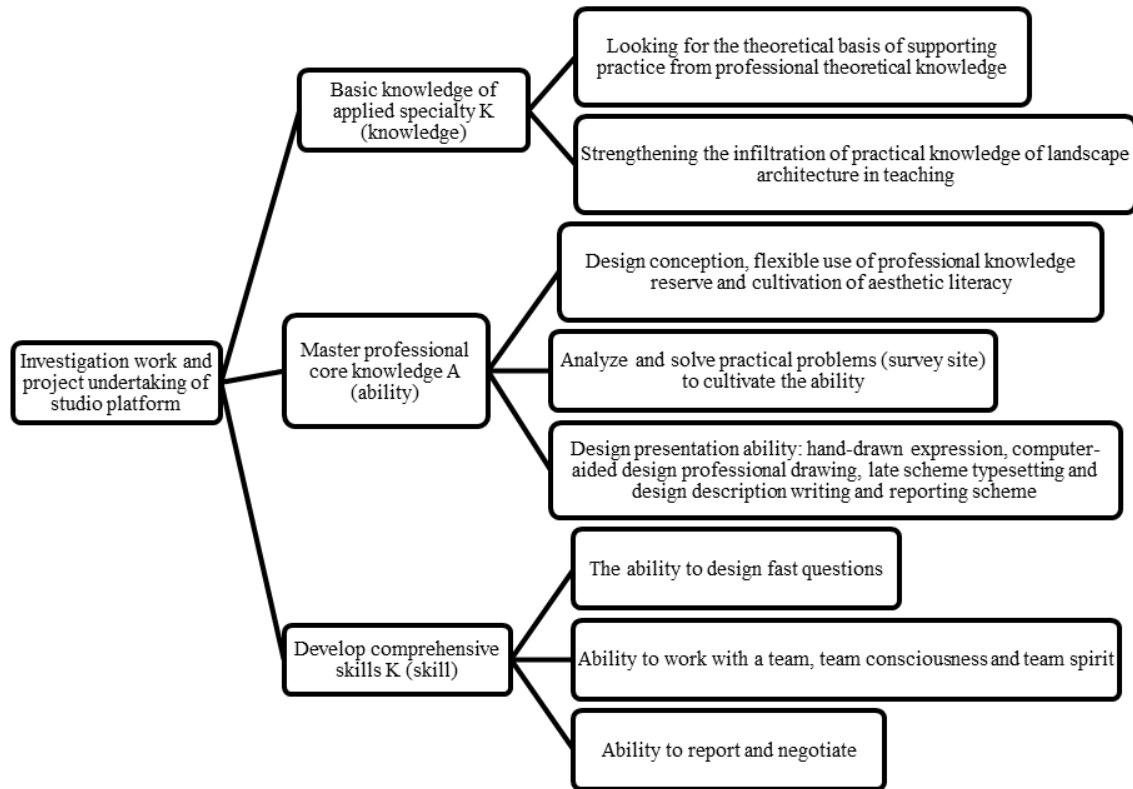 Looking for the theoretical basis of supporting
practice from professional theoretical knowledge
Basic knowledge of
applied specialty K
(knowledge)
Strengthening the infiltration of practical knowledge of landscape
architecture in teaching
Design conception, flexible use of professional knowledge
reserve and cultivation of aesthetic literacy
Investigation work and
project undertaking of
studio platform
Master professional
core knowledge A
(ability)
Analyze and solve practical problems (survey site)
to cultivate the ability
Design presentation ability: hand-drawn expression, computer-
aided design professional drawing, late scheme typesetting and
design description writing and reporting scheme
The ability to design fast questions
Develop comprehensive
skills K (skill)
Ability to work with a team, team consciousness and team spirit
Ability to report and negotiate